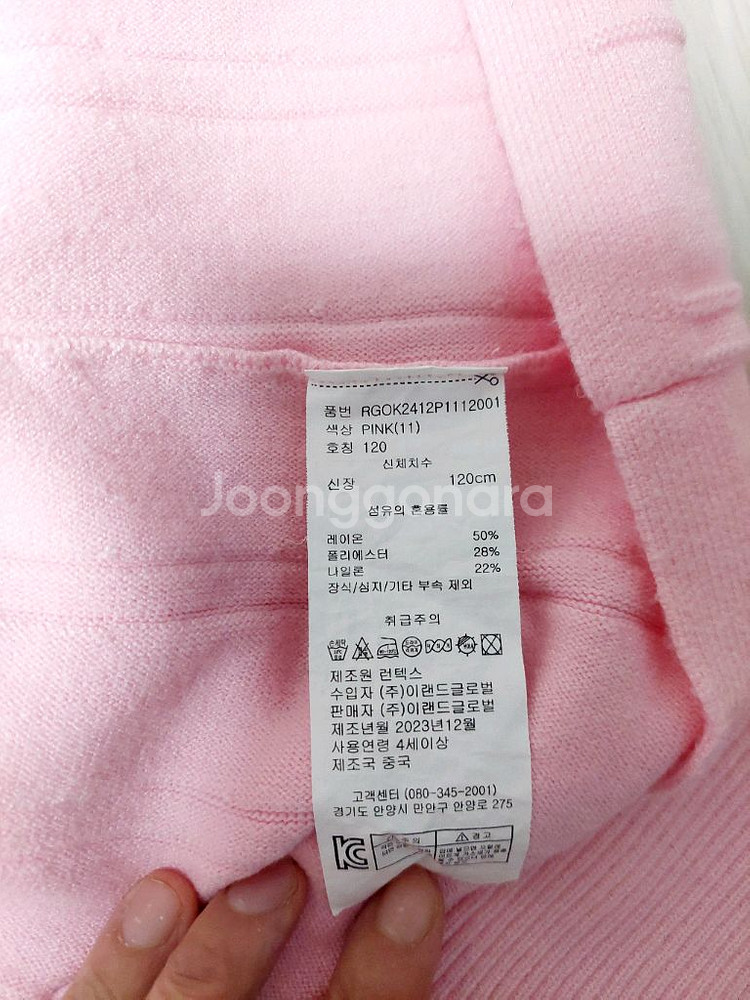 품번 RGOK2412P1112001
색상 PINK(11)
호칭 120
신체치수
신장 120cm
Joonggonara
섬유의 혼용률
레이온 50%
폴리에스터 28%
나일론 22%
장식/심지/기타 부속 제외
취급주의
제조원 런텍스
수입자 (주)이랜드글로벌
판매자 (주)이랜드글로벌
제조년월 2023년12월
사용연령 4세이상
제조국 중국
고객센터 (080-345-2001)
경기도 안양시 만안구 안양로 275
주의
경고